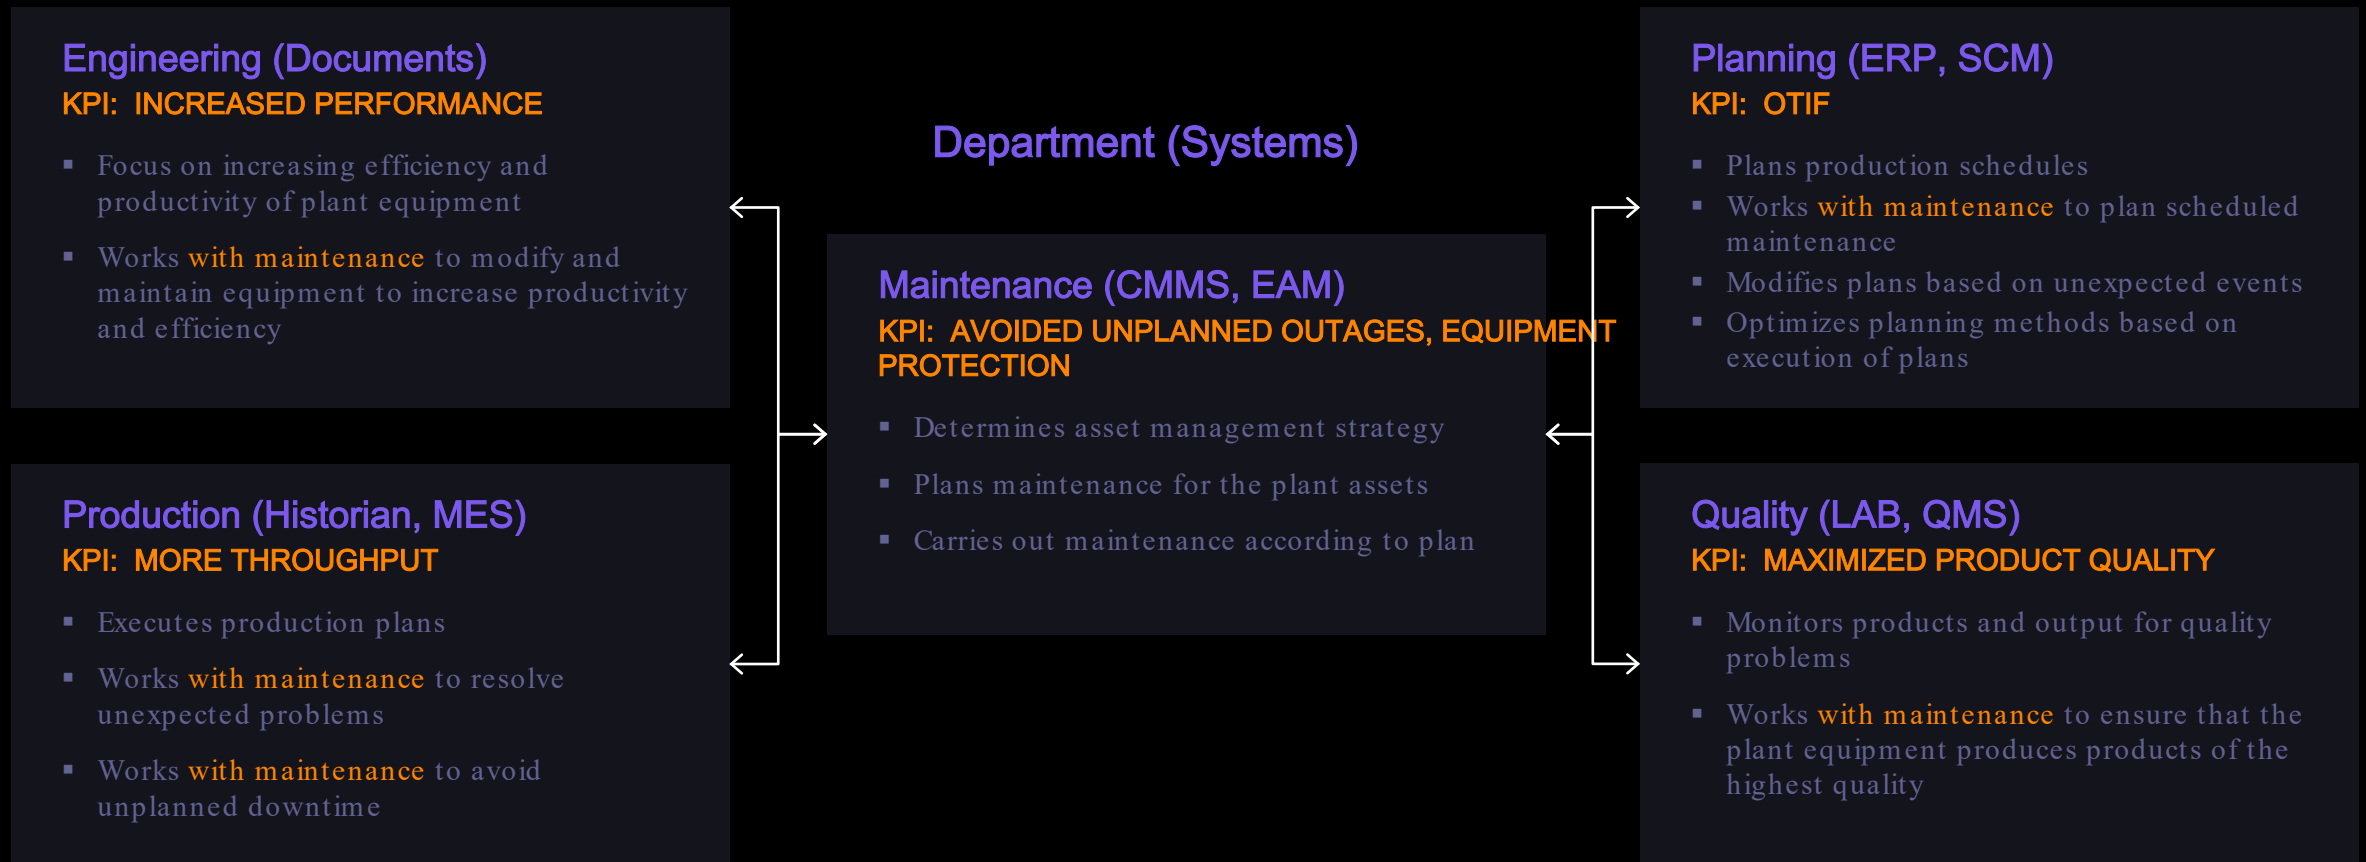 Engineering (Documents)
KPI: INCREASED PERFORMANCE
▪ Focus on increasing efficiency and
productivity of plant equipment
▪ Works with maintenance to modify and
maintain equipment to increase productivity
and efficiency
Production (Historian, MES)
KPI: MORE THROUGHPUT
▪ Executes production plans
▪ Works with maintenance to resolve
unexpected problems
▪ Works with maintenance to avoid
unplanned downtime
Department (Systems)
Maintenance (CMMS, EAM)
KPI: AVOIDED UNPLANNED OUTAGES, EQUIPMENT
PROTECTION
▪ Determines asset management strategy
▪ Plans maintenance for the plant assets
▪ Carries out maintenance according to plan
Planning (ERP, SCM)
KPI: OTIF
▪ Plans production schedules
▪ Works with maintenance to plan scheduled
maintenance
▪ Modifies plans based on unexpected events
▪ Optimizes planning methods based on
execution of plans
Quality (LAB, QMS)
KPI: MAXIMIZED PRODUCT QUALITY
▪ Monitors products and output for quality
problems
▪ Works with maintenance to ensure that the
plant equipment produces products of the
highest quality